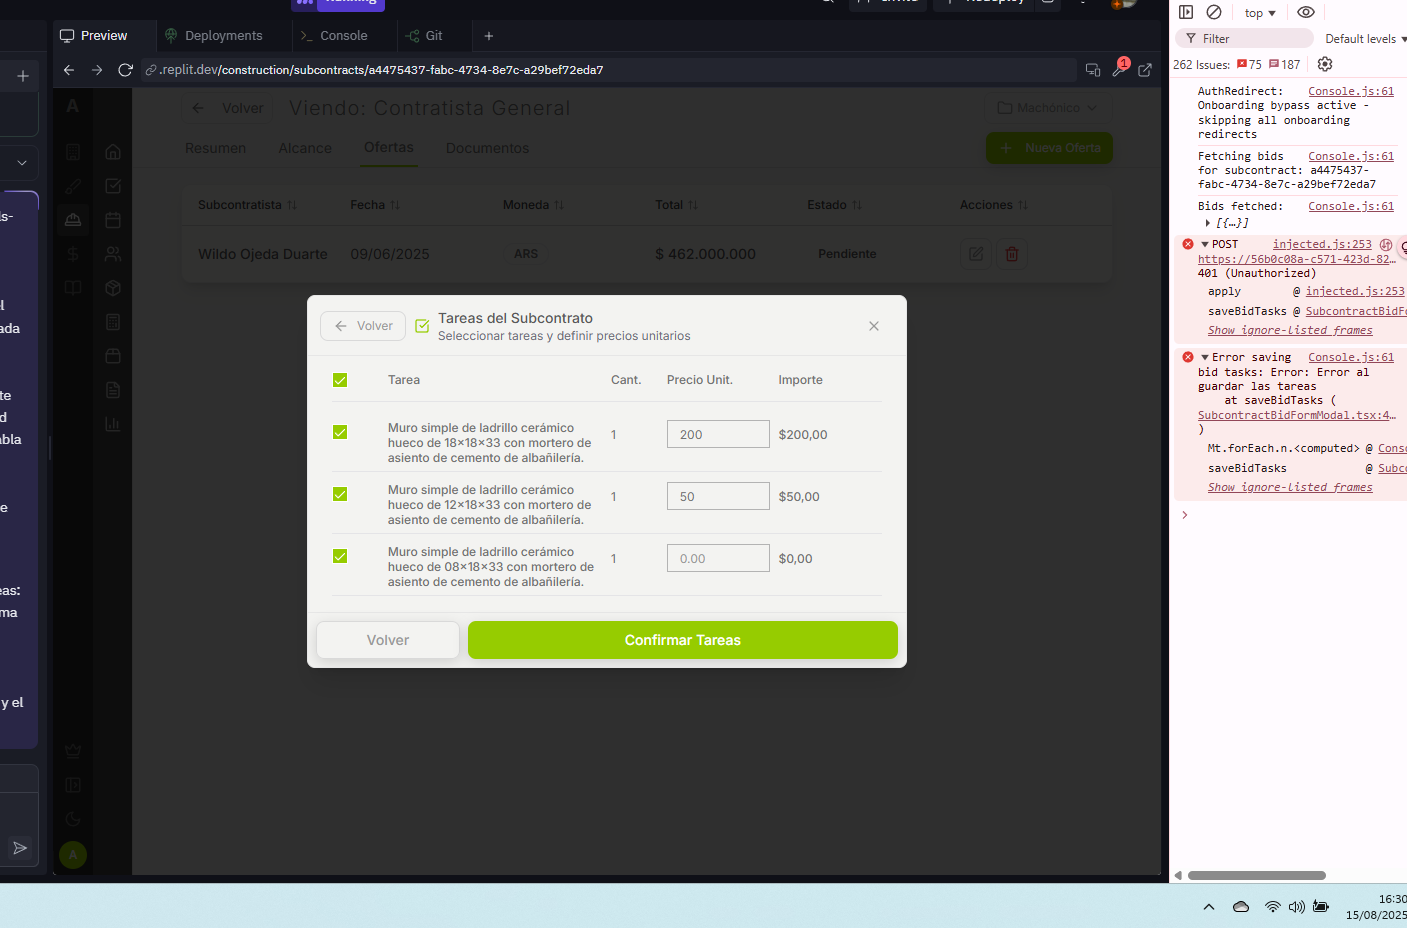 Running
Preview
Deployments
Console
Git
.replit.dev/construction/subcontracts/a4475437-fabc-4734-8e7c-a29bef72eda7
1
A
Volver
Viendo: Contratista General
Machónico
Resumen
Alcance
Ofertas
Documentos
Nueva Oferta
Subcontratista
Fecha
Moneda
Total
Estado
Acciones
Wildo Ojeda Duarte
09/06/2025
ARS
$ 462.000.000
Pendiente
Volver
Tareas del Subcontrato
Seleccionar tareas y definir precios unitarios
Tarea
Cant.
Precio Unit.
Importe
Muro simple de ladrillo cerámico
hueco de 18×18×33 con mortero de
asiento de cemento de albañilería.
1
200
$200,00
Muro simple de ladrillo cerámico
hueco de 12×18×33 con mortero de
asiento de cemento de albañilería.
1
50
$50,00
Muro simple de ladrillo cerámico
hueco de 08×18×33 con mortero de
asiento de cemento de albañilería.
1
0.00
$0,00
Volver
Confirmar Tareas
A
ls-
el
ada
te
d
abla
e
eas:
ma
y el
top
Filter
Default levels
262 Issues: 75 187
AuthRedirect: Console.js:61
Onboarding bypass active -
skipping all onboarding
redirects
Fetching bids Console.js:61
for subcontract: a4475437-
fabc-4734-8e7c-a29bef72eda7
Bids fetched: Console.js:61
[{…}]
POST injected.js:253
https://56b0c08a-c571-423d-82…
401 (Unauthorized)
apply @ injected.js:253
saveBidTasks @ SubcontractBidFo
Show ignore-listed frames
Error saving Console.js:61
bid tasks: Error: Error al
guardar las tareas
at saveBidTasks (
SubcontractBidFormModal.tsx:4…
)
Mt.forEach.n.<computed> @ Conso
saveBidTasks @ Subco
Show ignore-listed frames
16:30
15/08/2025